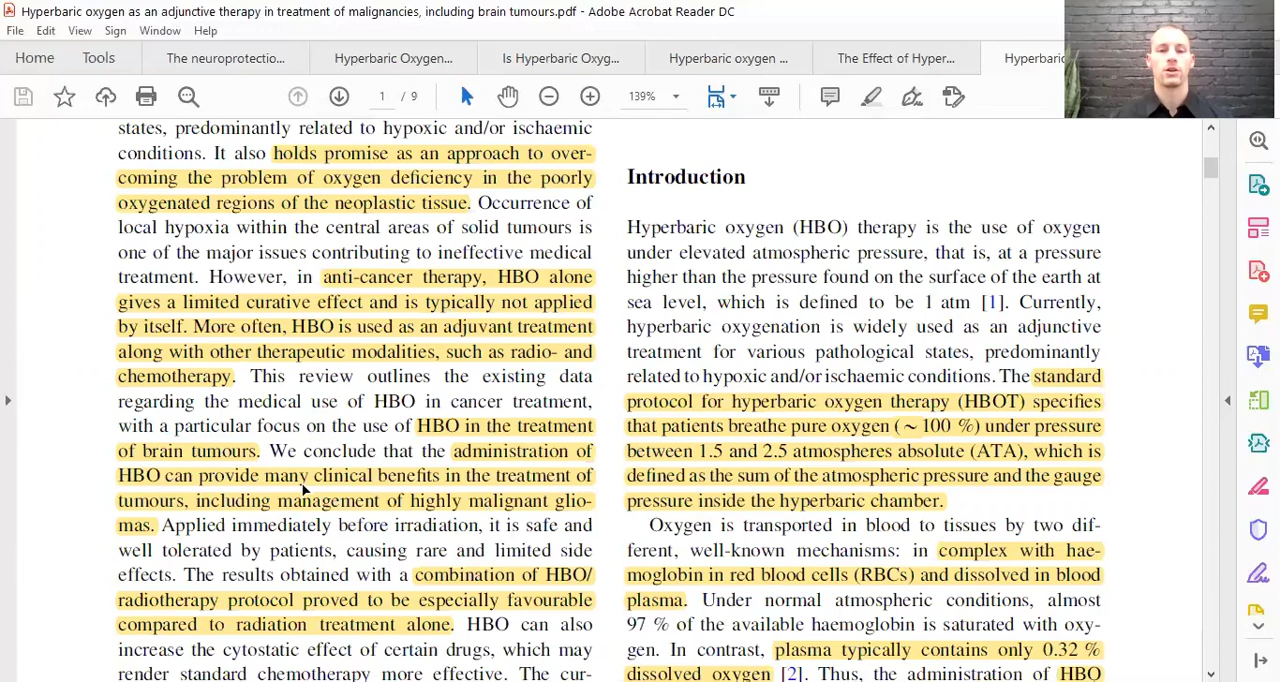 Hyperbaric oxygen as an adjunctive therapy in treatment of malignancies, including brain tumours.pdf - Adobe Acrobat Reader DC
File Edit View Sign Window Help
Home Tools The neuroprotectio... Hyperbaric Oxygen... Is Hyperbaric Oxyg... Hyperbaric oxygen ... The Effect of Hyper... Hyperbaric
1 / 9 139%
states, predominantly related to hypoxic and/or ischaemic
conditions. It also holds promise as an approach to over-
coming the problem of oxygen deficiency in the poorly
oxygenated regions of the neoplastic tissue. Occurrence of
local hypoxia within the central areas of solid tumours is
one of the major issues contributing to ineffective medical
treatment. However, in anti-cancer therapy, HBO alone
gives a limited curative effect and is typically not applied
by itself. More often, HBO is used as an adjuvant treatment
along with other therapeutic modalities, such as radio- and
chemotherapy. This review outlines the existing data
regarding the medical use of HBO in cancer treatment,
with a particular focus on the use of HBO in the treatment
of brain tumours. We conclude that the administration of
HBO can provide many clinical benefits in the treatment of
tumours, including management of highly malignant glio-
mas. Applied immediately before irradiation, it is safe and
well tolerated by patients, causing rare and limited side
effects. The results obtained with a combination of HBO/
radiotherapy protocol proved to be especially favourable
compared to radiation treatment alone. HBO can also
increase the cytostatic effect of certain drugs, which may
render standard chemotherapy more effective. The cur-
Introduction
Hyperbaric oxygen (HBO) therapy is the use of oxygen
under elevated atmospheric pressure, that is, at a pressure
higher than the pressure found on the surface of the earth at
sea level, which is defined to be 1 atm [1]. Currently,
hyperbaric oxygenation is widely used as an adjunctive
treatment for various pathological states, predominantly
related to hypoxic and/or ischaemic conditions. The standard
protocol for hyperbaric oxygen therapy (HBOT) specifies
that patients breathe pure oxygen (~100 %) under pressure
between 1.5 and 2.5 atmospheres absolute (ATA), which is
defined as the sum of the atmospheric pressure and the gauge
pressure inside the hyperbaric chamber.
Oxygen is transported in blood to tissues by two dif-
ferent, well-known mechanisms: in complex with hae-
moglobin in red blood cells (RBCs) and dissolved in blood
plasma. Under normal atmospheric conditions, almost
97 % of the available haemoglobin is saturated with oxy-
gen. In contrast, plasma typically contains only 0.32 %
dissolved oxygen [2]. Thus, the administration of HBO